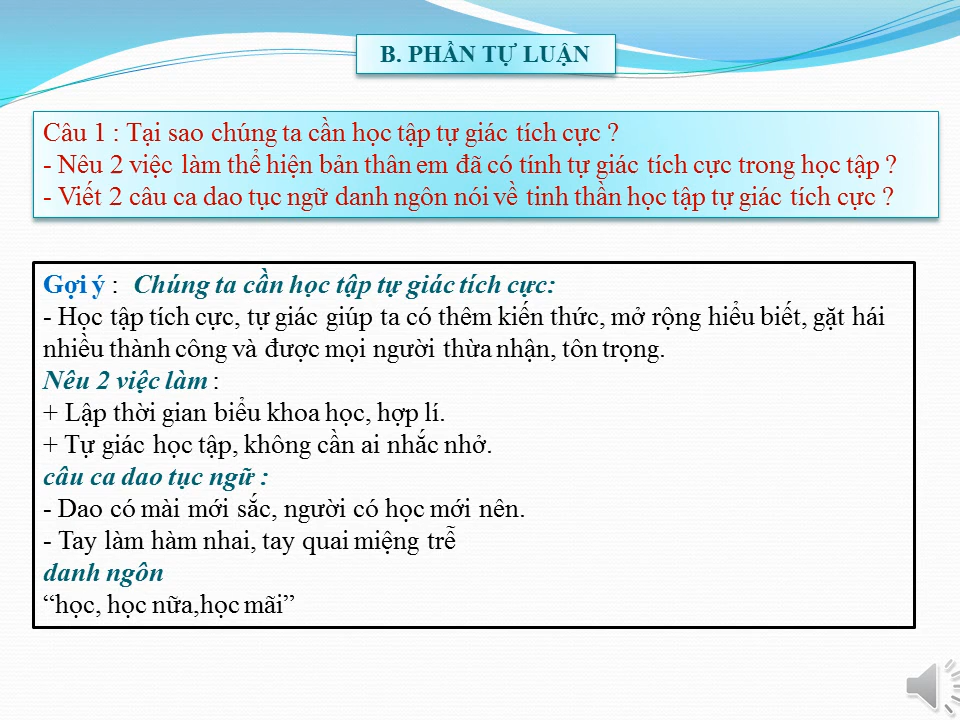 B. PHẦN TỰ LUẬN
Câu 1 : Tại sao chúng ta cần học tập tự giác tích cực ?
- Nêu 2 việc làm thể hiện bản thân em đã có tính tự giác tích cực trong học tập ?
- Viết 2 câu ca dao tục ngữ danh ngôn nói về tinh thần học tập tự giác tích cực ?
Gợi ý : Chúng ta cần học tập tự giác tích cực:
- Học tập tích cực, tự giác giúp ta có thêm kiến thức, mở rộng hiểu biết, gặt hái
nhiều thành công và được mọi người thừa nhận, tôn trọng.
Nêu 2 việc làm :
+ Lập thời gian biểu khoa học, hợp lí.
+ Tự giác học tập, không cần ai nhắc nhở.
câu ca dao tục ngữ :
- Dao có mài mới sắc, người có học mới nên.
- Tay làm hàm nhai, tay quai miệng trễ
danh ngôn
“học, học nữa,học mãi”